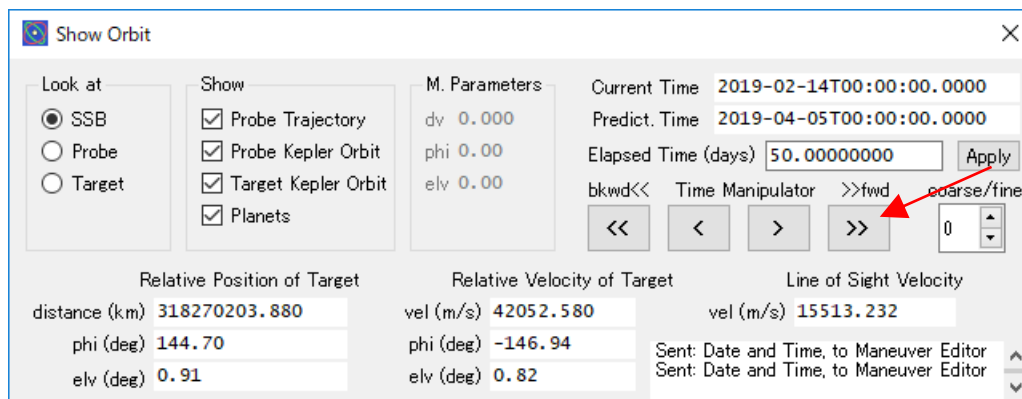 Show Orbit
Look at
SSB
Probe
Target
Show
Probe Trajectory
Probe Kepler Orbit
Target Kepler Orbit
Planets
M. Parameters
dv 0.000
phi 0.00
elv 0.00
Current Time 2019-02-14T00:00:00.0000
Predict. Time 2019-04-05T00:00:00.0000
Elapsed Time (days) 50.00000000 Apply
bkwd<< Time Manipulator >>fwd coarse/fine
<< < > >> 0
Relative Position of Target
distance (km) 318270203.880
phi (deg) 144.70
elv (deg) 0.91
Relative Velocity of Target
vel (m/s) 42052.580
phi (deg) -146.94
elv (deg) 0.82
Line of Sight Velocity
vel (m/s) 15513.232
Sent: Date and Time, to Maneuver Editor
Sent: Date and Time, to Maneuver Editor